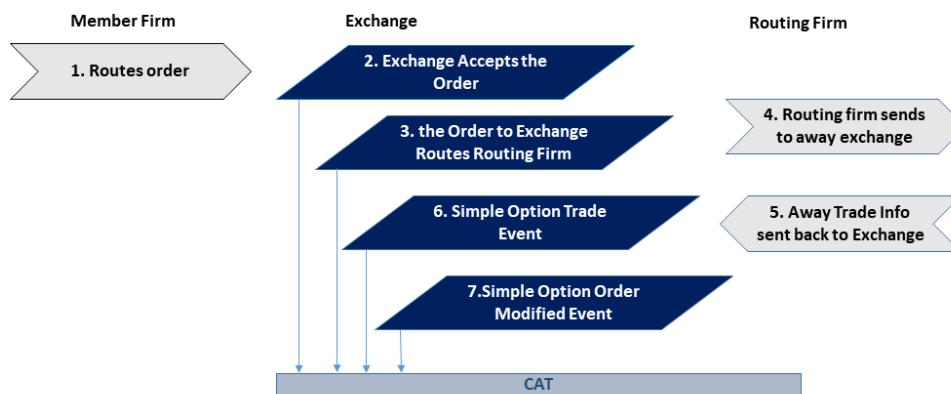 Member Firm
Exchange
Routing Firm
1. Routes order
2. Exchange Accepts the
Order
3. the Order to Exchange
Routes Routing Firm
4. Routing firm sends
to away exchange
6. Simple Option Trade
Event
5. Away Trade Info
sent back to Exchange
7.Simple Option Order
Modified Event
CAT